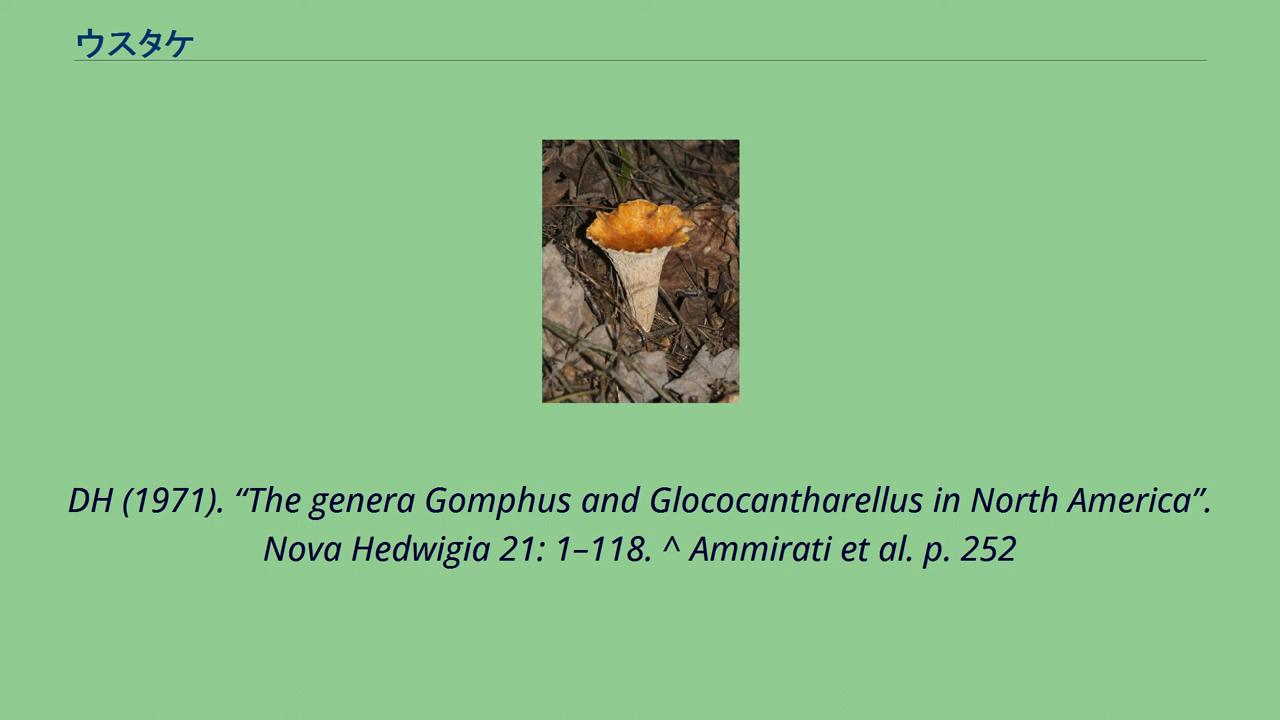 ウスタケ
DH (1971). “The genera Gomphus and Glococantharellus in North America”.
Nova Hedwigia 21: 1–118. ^ Ammirati et al. p. 252